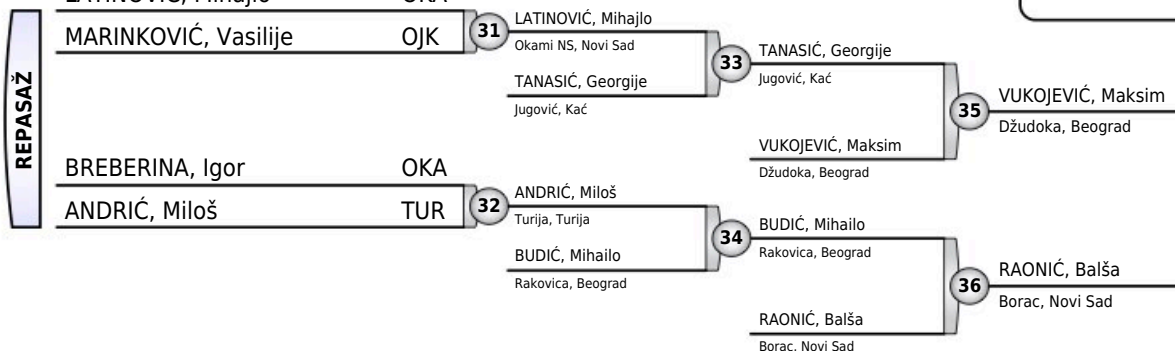 LATINOVIĆ, Mihajlo OKA
MARINKOVIĆ, Vasilije OJK
REPASAŽ
BREBERINA, Igor OKA
ANDRIĆ, Miloš TUR
31
LATINOVIĆ, Mihajlo
Okami NS, Novi Sad
TANASIĆ, Georgije
Jugović, Kać
32
ANDRIĆ, Miloš
Turija, Turija
BUDIĆ, Mihailo
Rakovica, Beograd
33
TANASIĆ, Georgije
Jugović, Kać
VUKOJEVIĆ, Maksim
Džudoka, Beograd
34
BUDIĆ, Mihailo
Rakovica, Beograd
RAONIĆ, Balša
Borac, Novi Sad
35
VUKOJEVIĆ, Maksim
Džudoka, Beograd
36
RAONIĆ, Balša
Borac, Novi Sad